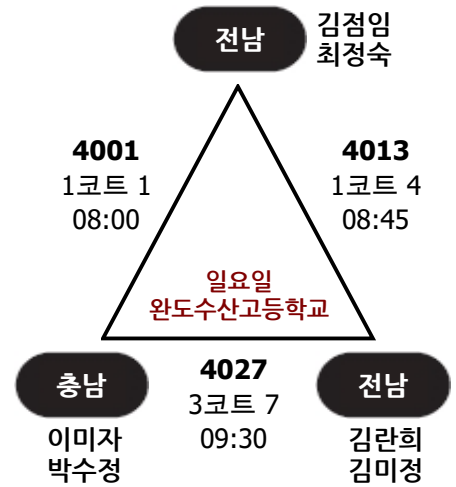 전남
김점임
최정숙
4001
1코트 1
08:00
4013
1코트 4
08:45
일요일
완도수산고등학교
충남
이미자
박수정
4027
3코트 7
09:30
전남
김란희
김미정